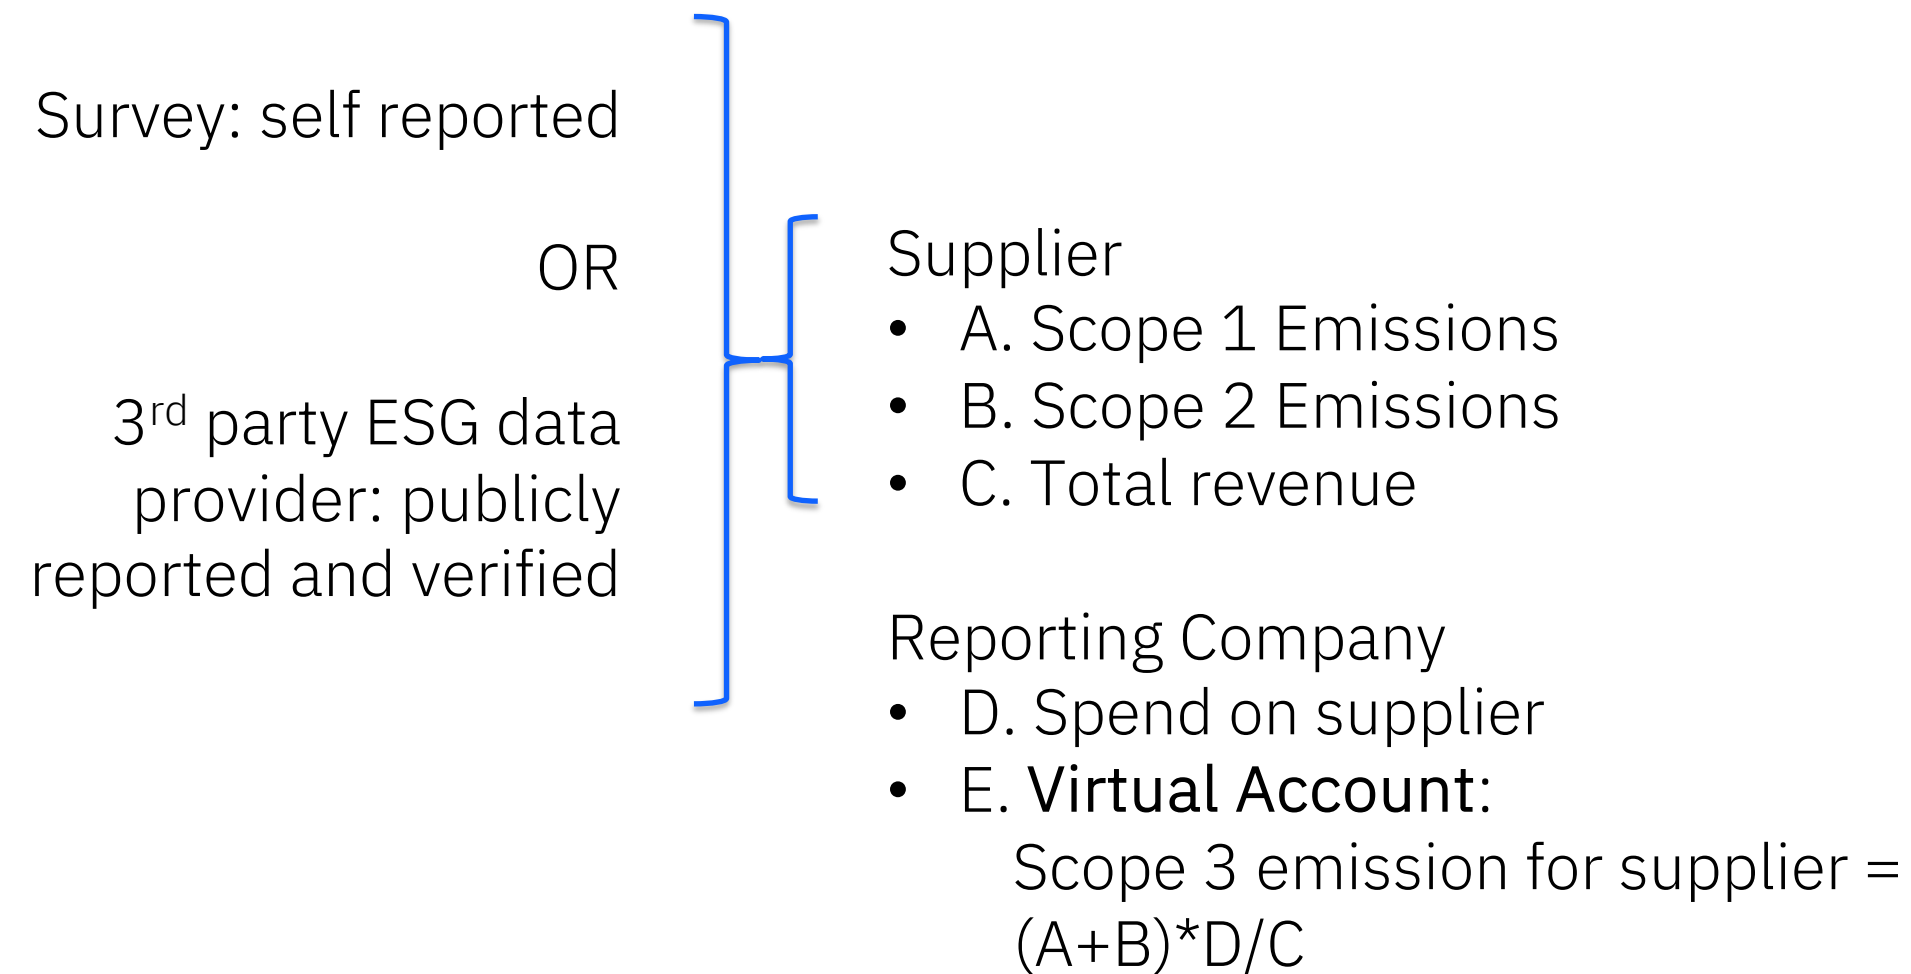 Survey: self reported
OR
3rd party ESG data
provider: publicly
reported and verified
Supplier
• A. Scope 1 Emissions
• B. Scope 2 Emissions
• C. Total revenue
Reporting Company
• D. Spend on supplier
• E. Virtual Account:
Scope 3 emission for supplier =
(A+B)*D/C